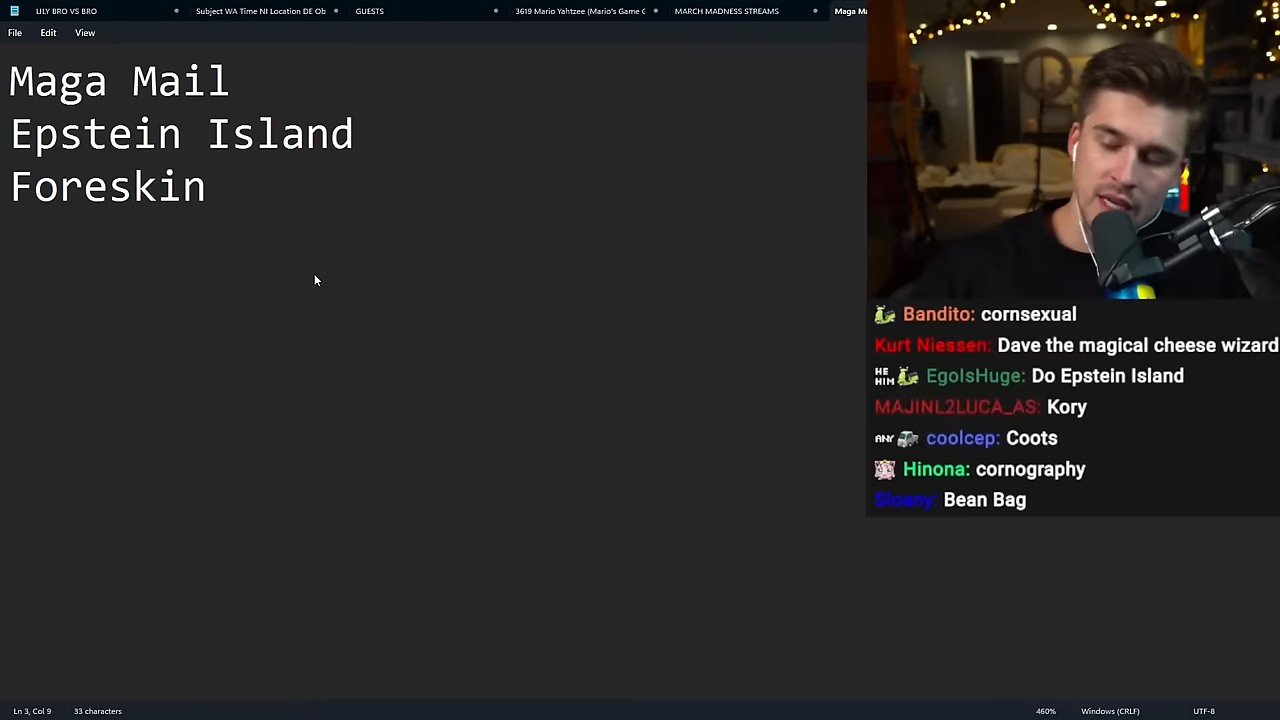 LILY BRO VS BRO
Subject WA Time NI Location DE Ob
GUESTS
3619 Mario Yahtzee (Mario's Game C
MARCH MADNESS STREAMS
Maga Ma
File Edit View
Maga Mail
Epstein Island
Foreskin
Bandito: cornsexual
Kurt Niessen: Dave the magical cheese wizard
HE HIM EgoIsHuge: Do Epstein Island
MAJINL2LUCA_AS: Kory
ANY coolcep: Coots
Hinona: cornography
Sloany: Bean Bag
Ln 3, Col 9 33 characters 460% Windows (CRLF) UTF-8